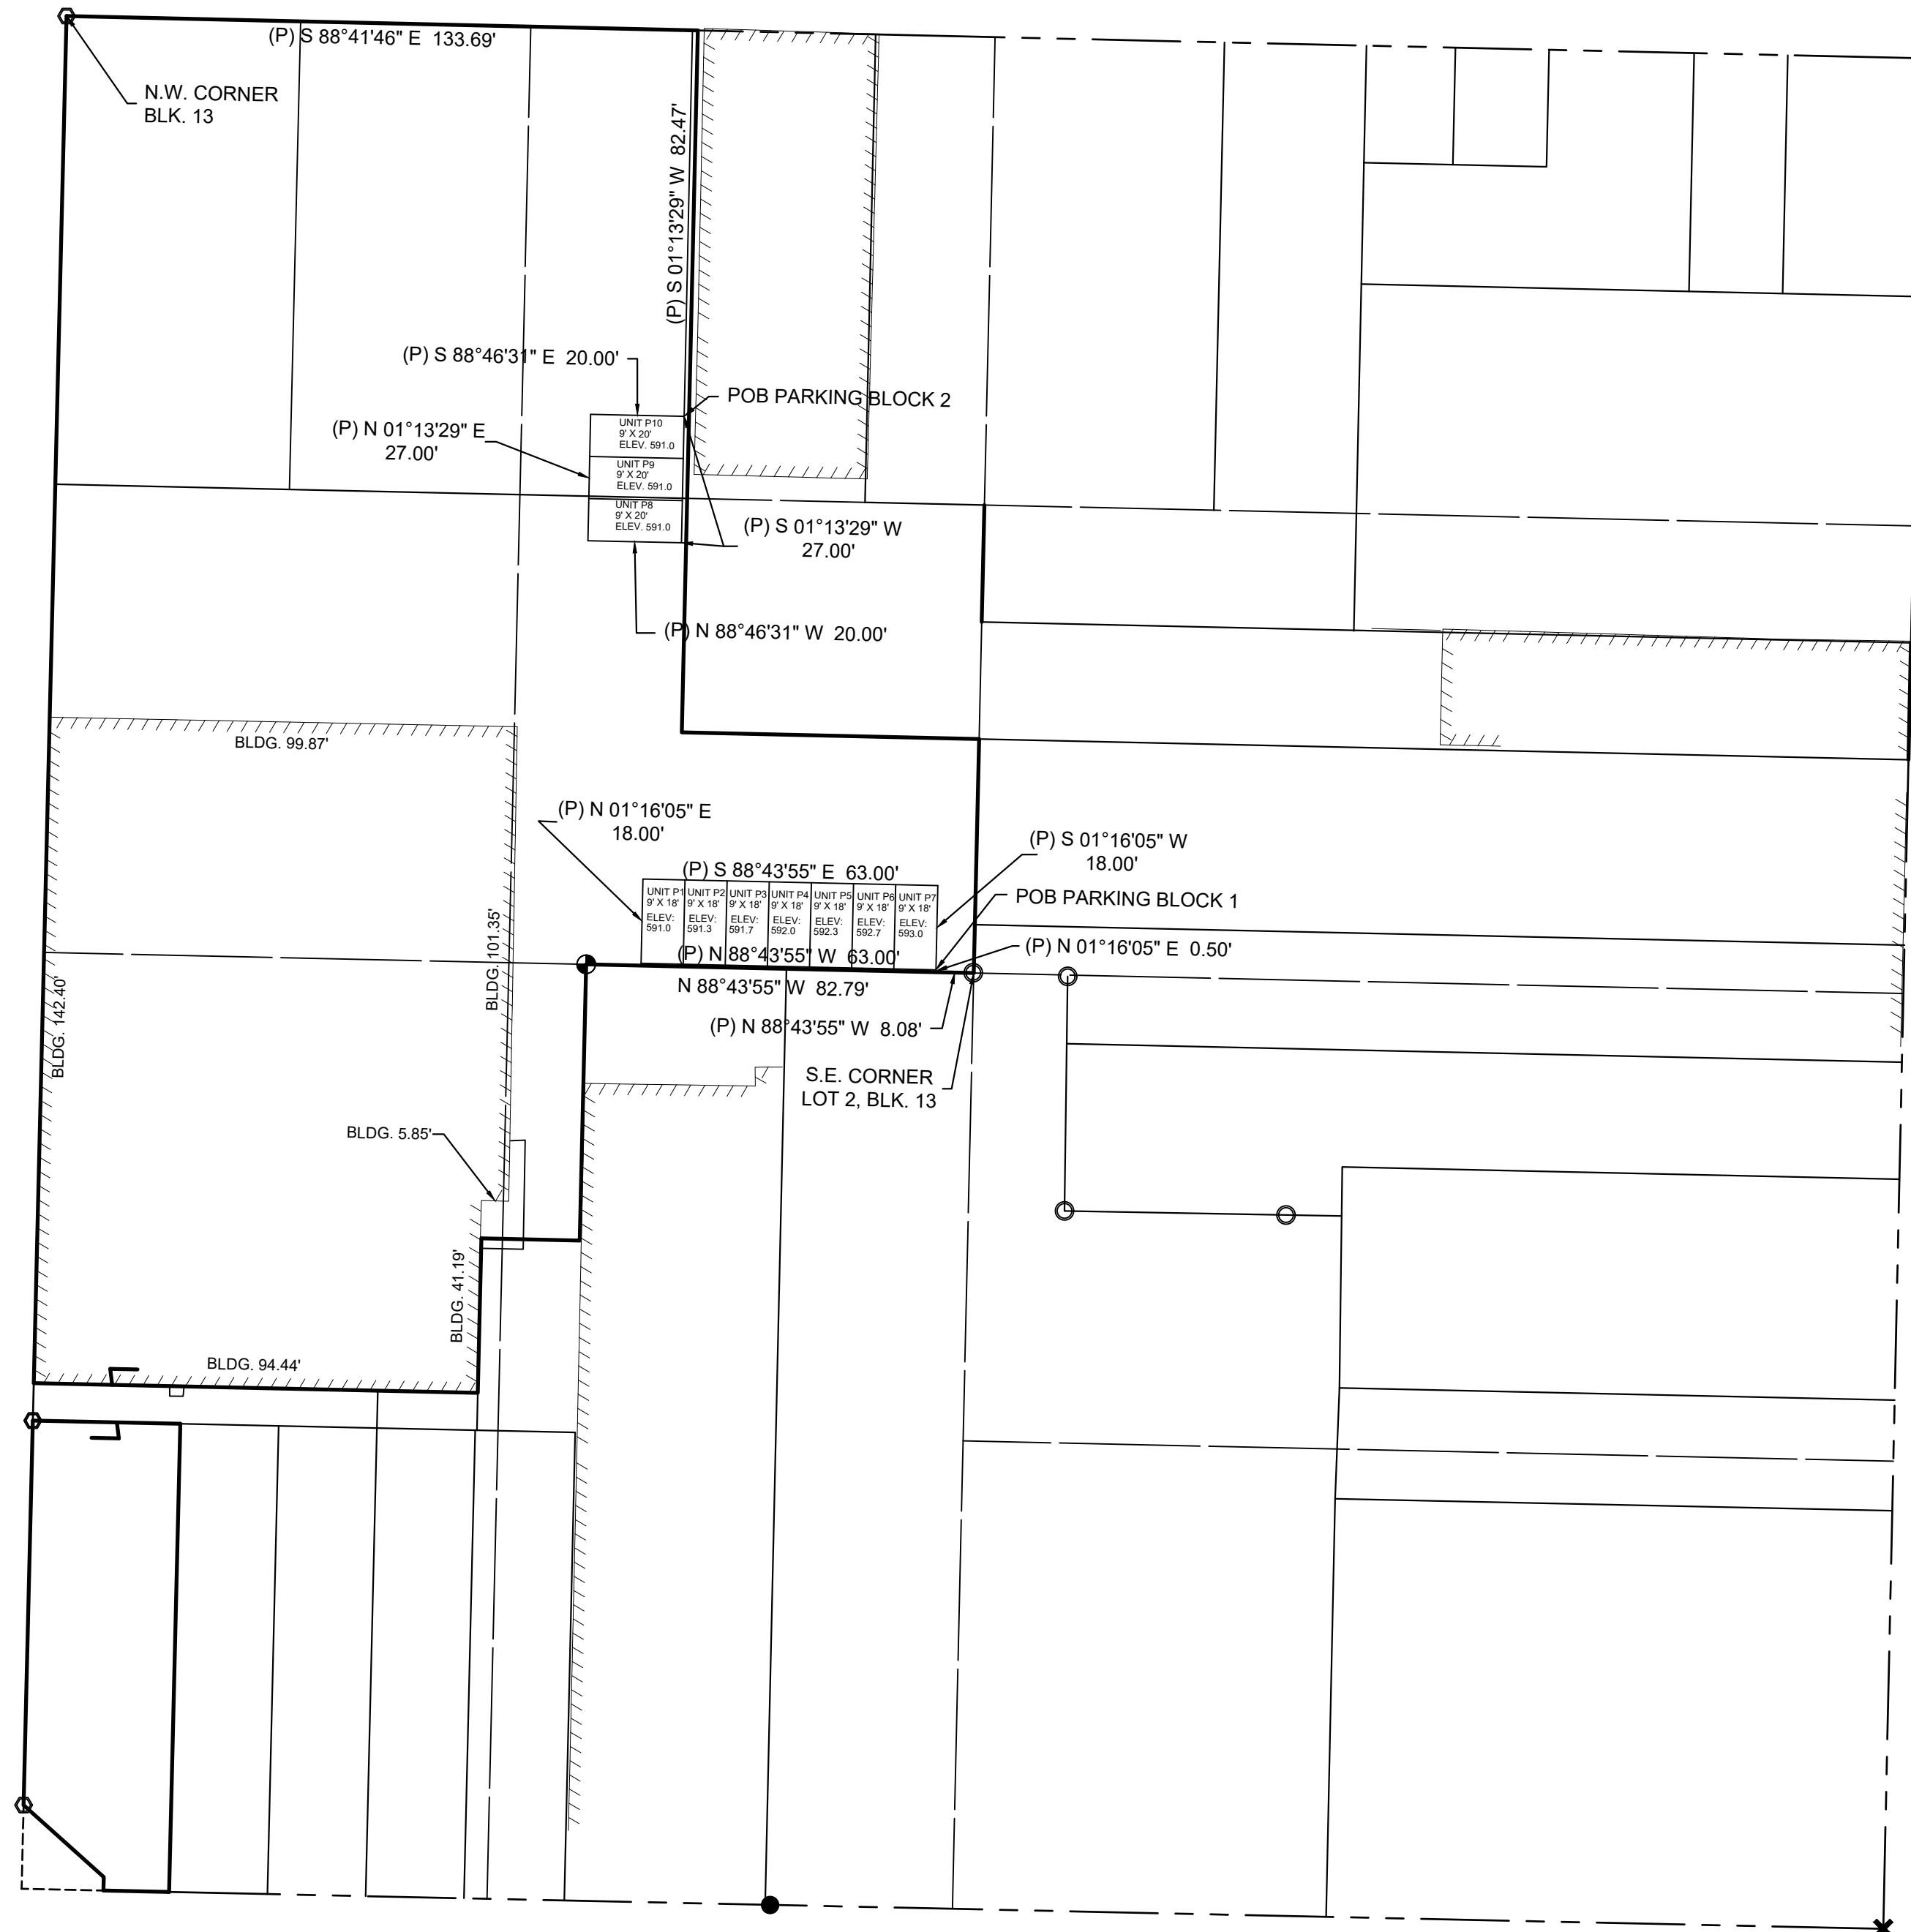 (P) S 88°41'46" E 133.69'
N.W. CORNER
BLK. 13
(P) S 01°13'29" W 82.47'
(P) S 88°46'31" E 20.00'
POB PARKING BLOCK 2
(P) N 01°13'29" E
27.00'
UNIT P10
9' X 20'
ELEV. 591.0
UNIT P9
9' X 20'
ELEV. 591.0
UNIT P8
9' X 20'
ELEV. 591.0
(P) S 01°13'29" W
27.00'
(P) N 88°46'31" W 20.00'
BLDG. 99.87'
(P) N 01°16'05" E
18.00'
(P) S 88°43'55" E 63.00'
(P) S 01°16'05" W
18.00'
UNIT P1
9' X 18'
ELEV:
591.0
UNIT P2
9' X 18'
ELEV:
591.3
UNIT P3
9' X 18'
ELEV:
591.7
UNIT P4
9' X 18'
ELEV:
592.0
UNIT P5
9' X 18'
ELEV:
592.3
UNIT P6
9' X 18'
ELEV:
592.7
UNIT P7
9' X 18'
ELEV:
593.0
POB PARKING BLOCK 1
(P) N 01°16'05" E 0.50'
(P) N 88°43'55" W 63.00'
N 88°43'55" W 82.79'
(P) N 88°43'55" W 8.08'
S.E. CORNER
LOT 2, BLK. 13
BLDG. 142.40'
BLDG. 101.35'
BLDG. 5.85'
BLDG. 41.19'
BLDG. 94.44'